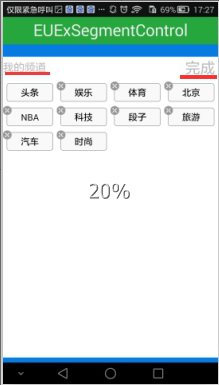 仅限紧急呼叫 69% 17:27
EUExSegmentControl
我的频道 完成
头条 娱乐 体育 北京
NBA 科技 段子 旅游
汽车 时尚
20%